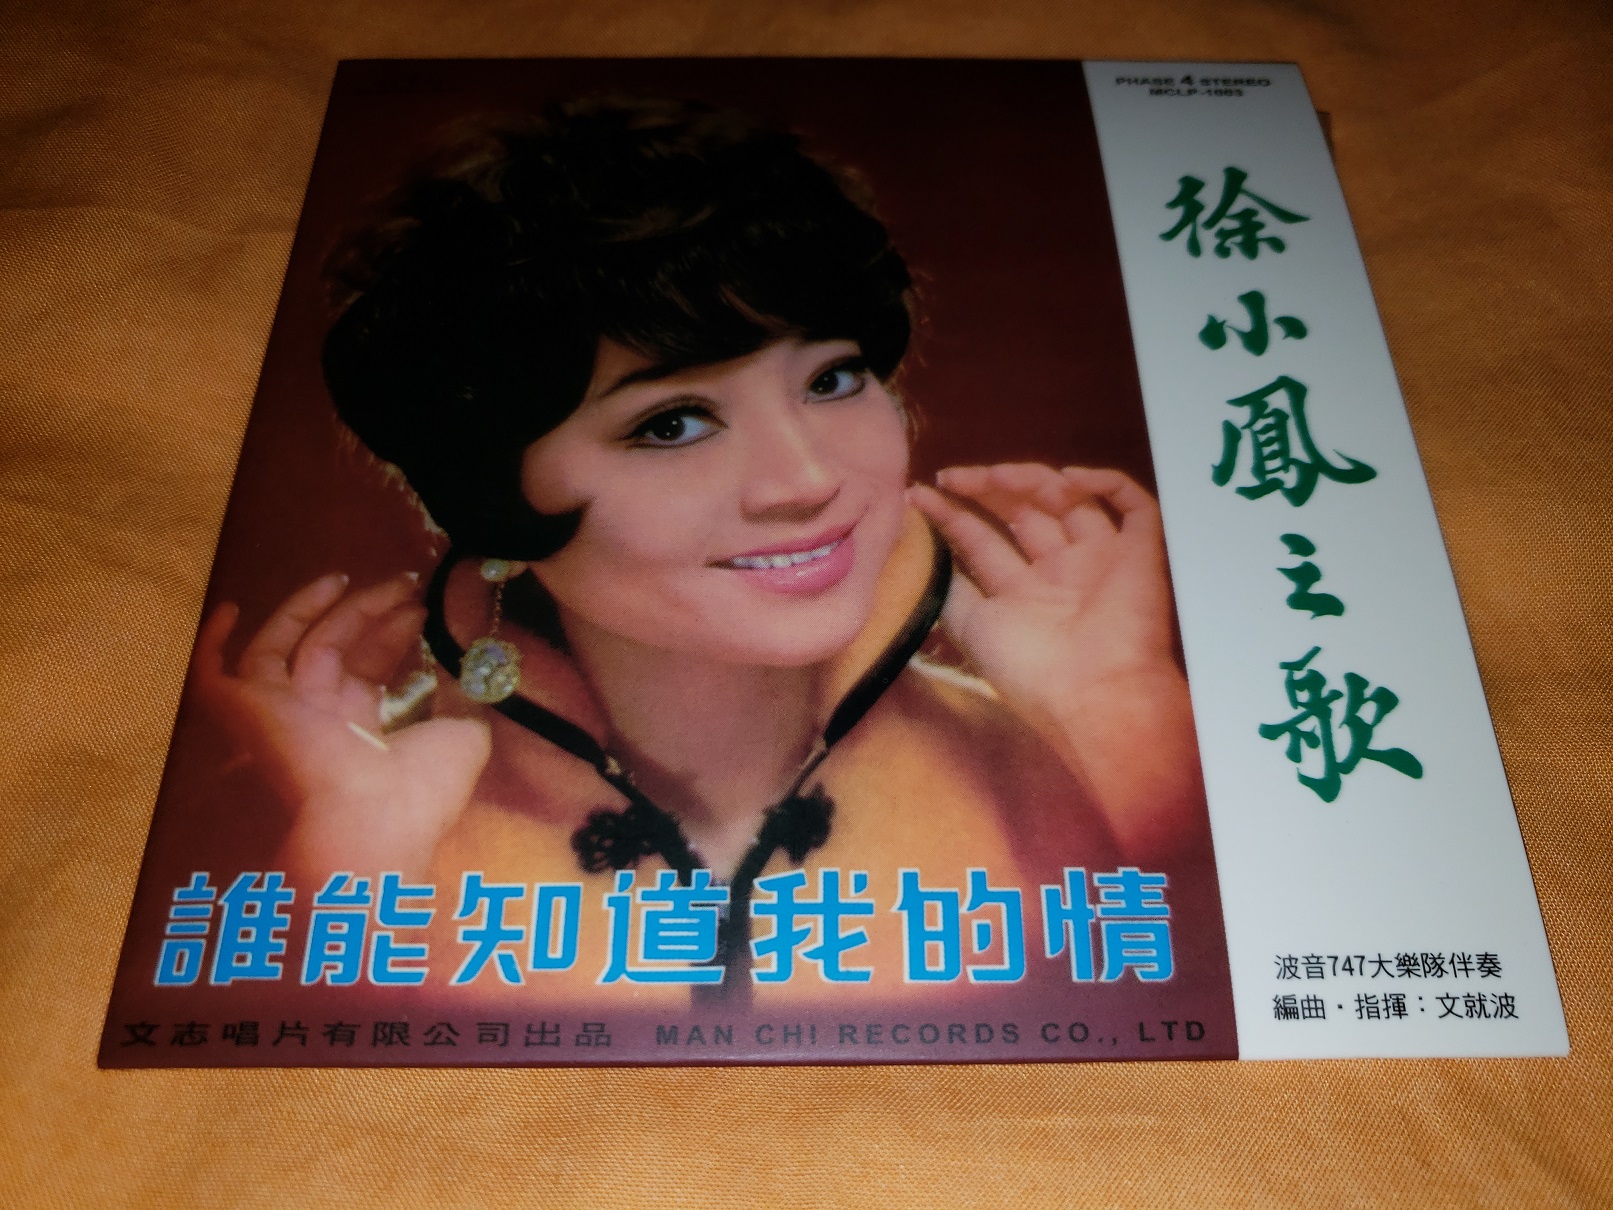 PHASE 4 STEREO
MCLP-1003
徐小鳳之歌
誰能知道我的情
波音747大樂隊伴奏
編曲·指揮：文就波
文志唱片有限公司出品 MAN CHI RECORDS CO., LTD